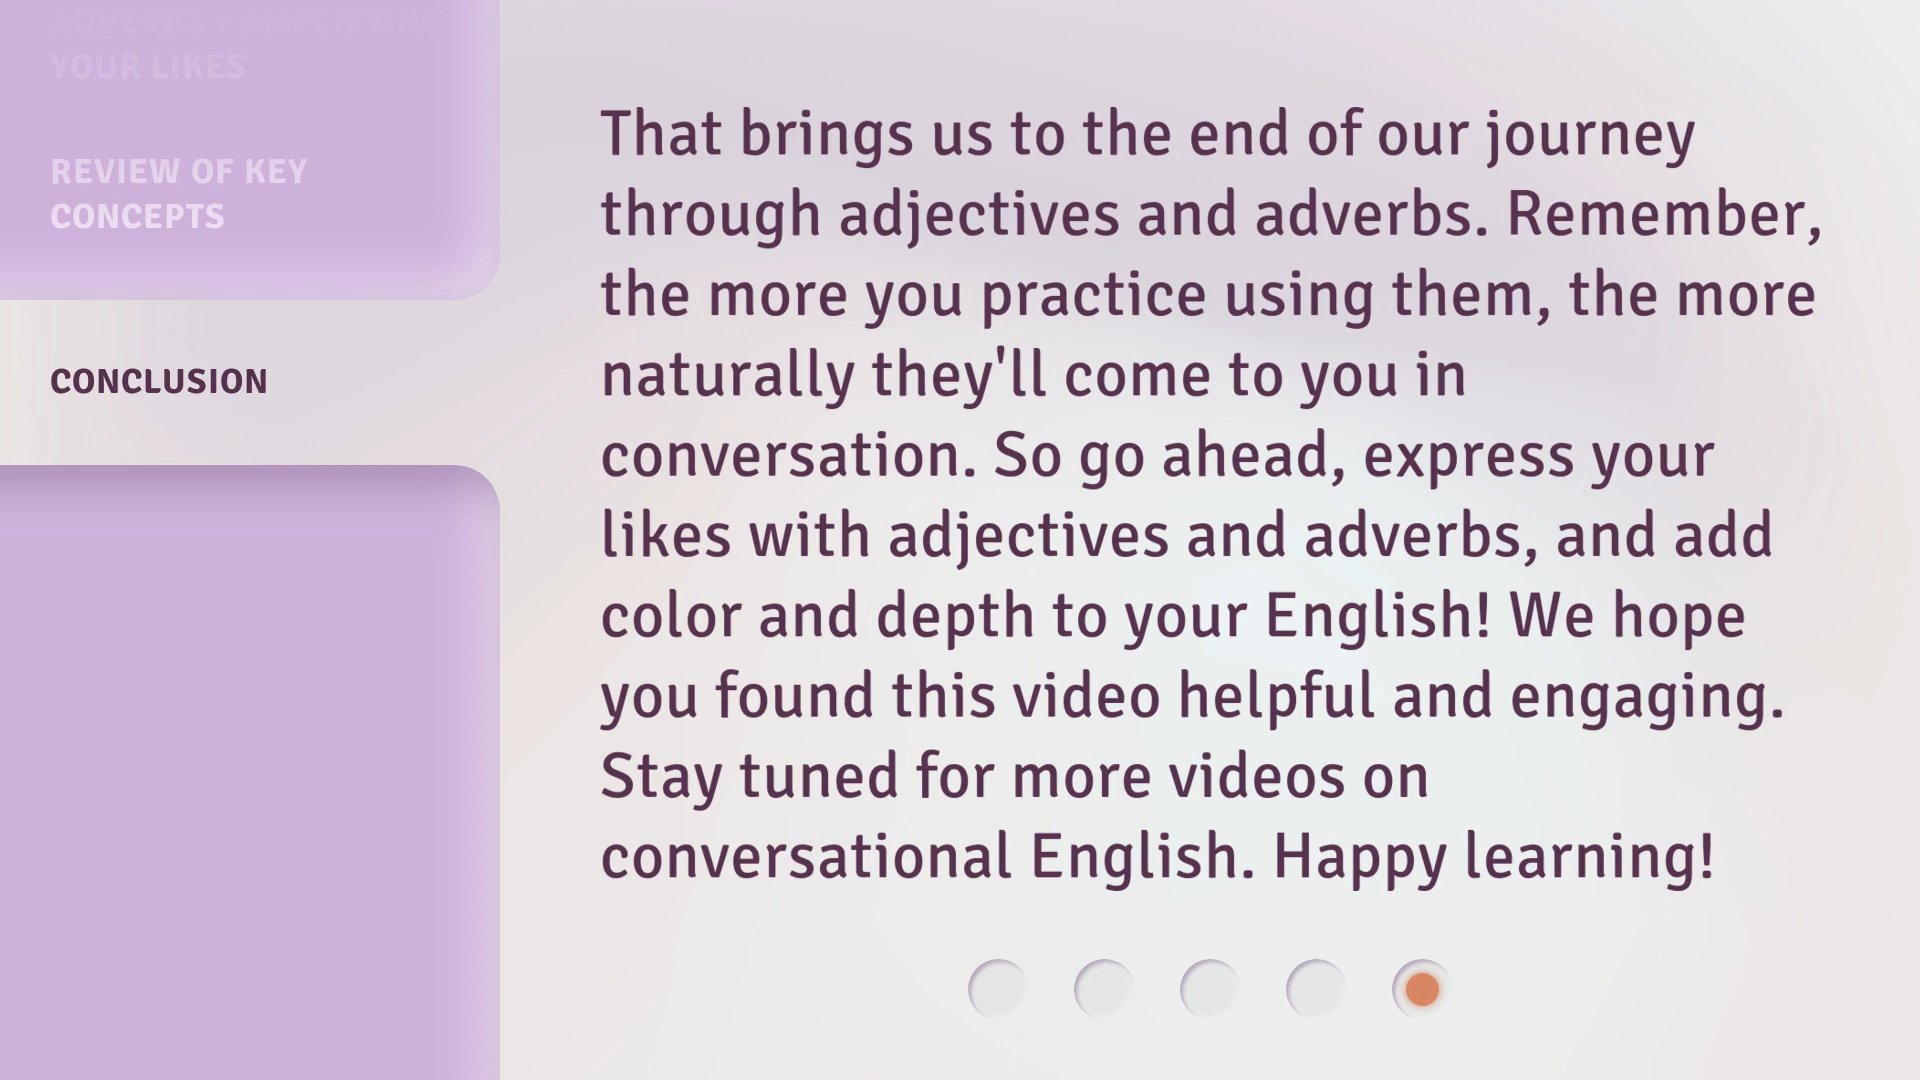 ADVERBS - AMPLIFYING
YOUR LIKES
REVIEW OF KEY
CONCEPTS
CONCLUSION
That brings us to the end of our journey
through adjectives and adverbs. Remember,
the more you practice using them, the more
naturally they'll come to you in
conversation. So go ahead, express your
likes with adjectives and adverbs, and add
color and depth to your English! We hope
you found this video helpful and engaging.
Stay tuned for more videos on
conversational English. Happy learning!